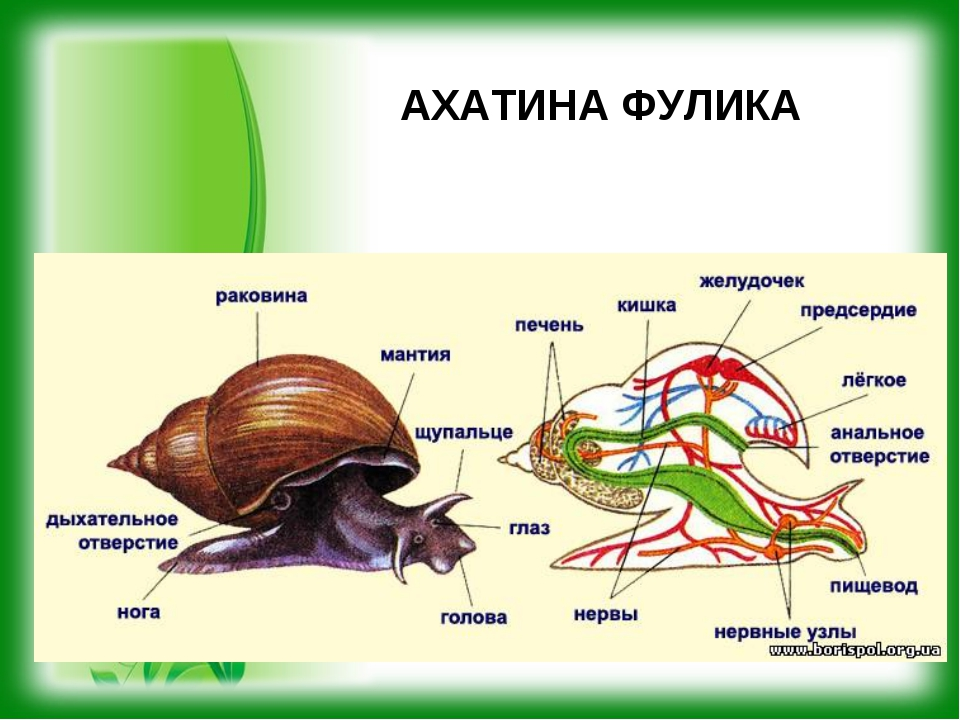 АХАТИНА ФУЛИКА
раковина
мантия
щупальце
дыхательное
отверстие
глаз
нога
голова
желудочек
кишка
предсердие
печень
лёгкое
анальное
отверстие
пищевод
нервы
нервные узлы
www.borispol.org.ua